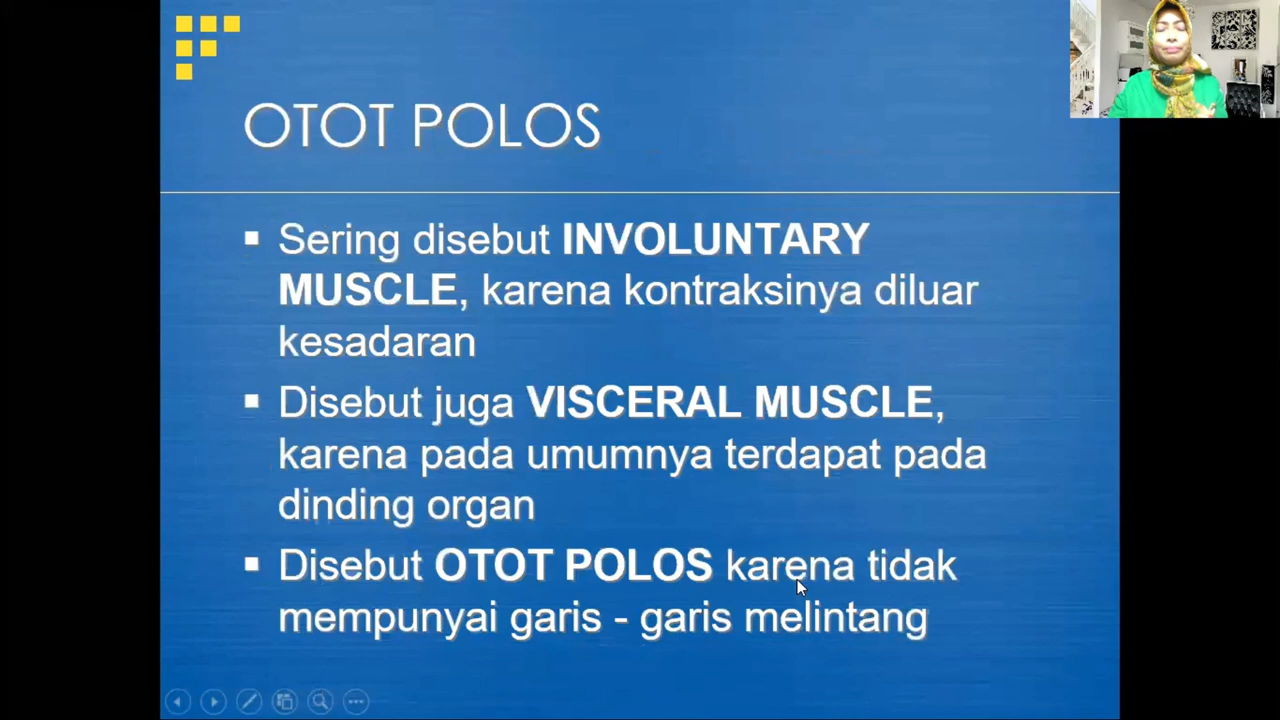 OTOT POLOS
Sering disebut INVOLUNTARY
MUSCLE, karena kontraksinya diluar
kesadaran
Disebut juga VISCERAL MUSCLE,
karena pada umumnya terdapat pada
dinding organ
Disebut OTOT POLOS karena tidak
mempunyai garis - garis melintang